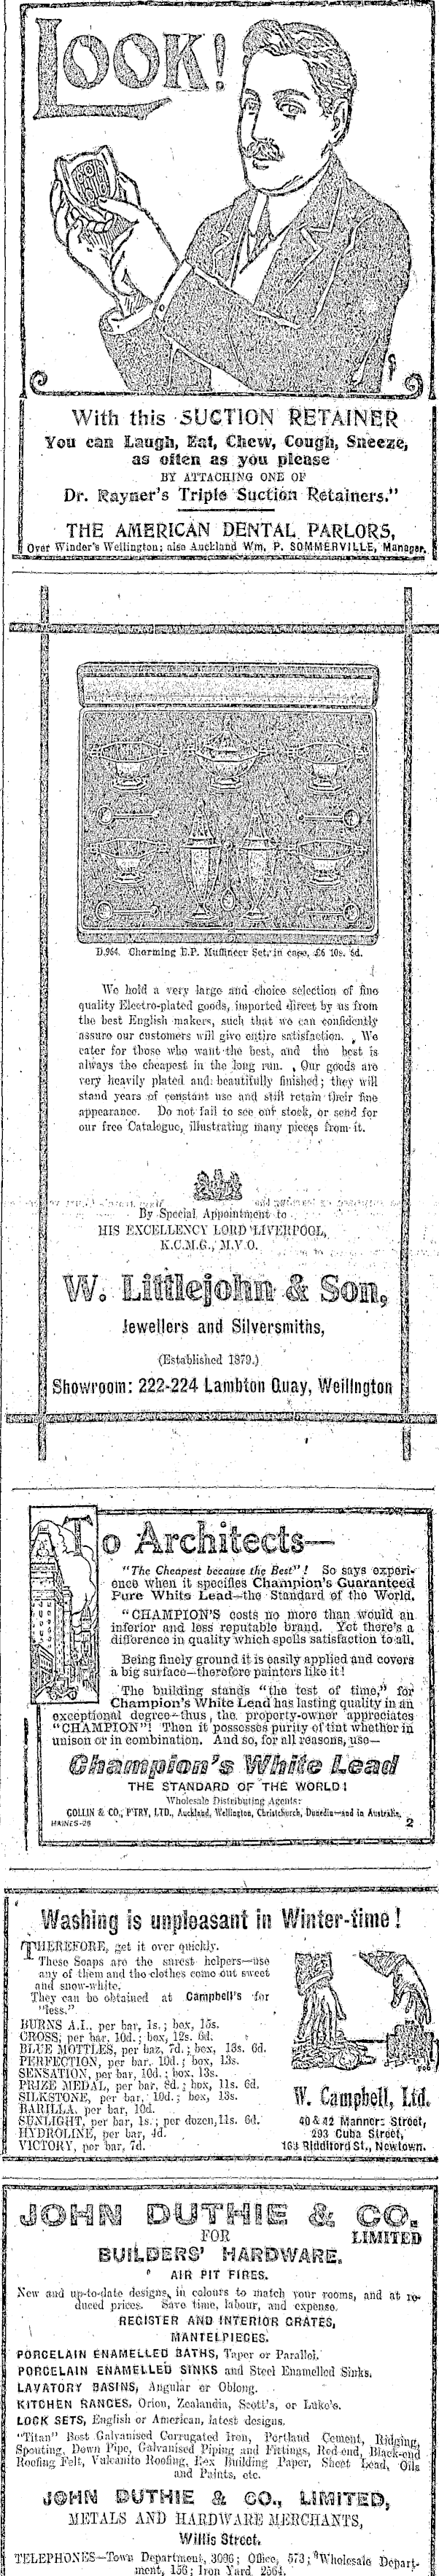 LOOK!
With this SUCTION RETAINER
You can Laugh, Eat, Chew, Cough, Sneeze,
as often as you please
BY ATTACHING ONE OF
Dr. Rayner's Triple Suction Retainers."
THE AMERICAN DENTAL PARLORS,
Over Winder's Wellington; also Auckland Wm. P. SOMMERVILLE, Manager.
D.964. Charming E.P. Muffineer Set, in case, £6 10s. 6d.
We hold a very large and choice selection of fine
quality Electro-plated goods, imported direct by us from
the best English makers, such that we can confidently
assure our customers will give entire satisfaction. We
cater for those who want the best, and the best is
always the cheapest in the long run. Our goods are
very heavily plated and beautifully finished; they will
stand years of constant use and still retain their fine
appearance. Do not fail to see our stock, or send for
our free Catalogue, illustrating many pieces from it.
By Special Appointment to
HIS EXCELLENCY LORD LIVERPOOL,
K.C.M.G., M.V.O.
W. Littlejohn & Son,
Jewellers and Silversmiths,
(Established 1879.)
Showroom: 222-224 Lambton Quay, Wellington
To Architects—
"The Cheapest because the Best"! So says experi-
ence when it specifies Champion's Guaranteed
Pure White Lead—the Standard of the World.
"CHAMPION'S costs no more than would an
inferior and less reputable brand. Yet there's a
difference in quality which spells satisfaction to all.
Being finely ground it is easily applied and covers
a big surface—therefore painters like it!
The building stands "the test of time," for
Champion's White Lead has lasting quality in an
exceptional degree—thus, the property-owner appreciates
"CHAMPION"! Then it possesses purity of tint whether in
unison or in combination. And so, for all reasons, use—
Champion's White Lead
THE STANDARD OF THE WORLD!
Wholesale Distributing Agents:
COLLIN & CO., P'TRY, LTD., Auckland, Wellington, Christchurch, Dunedin—and in Australia.
HAINES-26 2
Washing is unpleasant in Winter-time!
THEREFORE, get it over quickly.
These Soaps are the surest helpers—use
any of them and the clothes come out sweet
and snow-white.
They can be obtained at Campbell's for
"less."
BURNS A.I., per bar, 1s.; box, 15s.
CROSS, per bar, 10d.; box, 12s. 6d.
BLUE MOTTLES, per baz, 7d.; box, 13s. 6d.
PERFECTION, per bar, 10d.; box, 13s.
SENSATION, per bar, 10d.; box, 13s.
PRIZE MEDAL, per bar, 8d.; box, 11s. 6d.
SILKSTONE, per bar, 10d.; box, 13s.
BARILLA, per bar, 10d.
SUNLIGHT, per bar, 1s.; per dozen, 11s. 6d.
HYDROLINE, per bar, 4d.
VICTORY, per bar, 7d.
W. Campbell, Ltd.
40 & 42 Manners Street,
293 Cuba Street,
163 Riddiford St., Newtown.
JOHN DUTHIE & CO.
FOR LIMITED
BUILDERS' HARDWARE.
AIR PIT FIRES.
New and up-to-date designs, in colours to match your rooms, and at re-
duced prices. Save time, labour, and expense.
REGISTER AND INTERIOR GRATES,
MANTELPIECES.
PORCELAIN ENAMELLED BATHS, Taper or Parallel.
PORCELAIN ENAMELLED SINKS and Steel Enamelled Sinks.
LAVATORY BASINS, Angular or Oblong.
KITCHEN RANGES, Orion, Zealandia, Scott's, or Luke's.
LOCK SETS, English or American, latest designs.
"Titan" Best Galvanised Corrugated Iron, Portland Cement, Ridging,
Spouting, Down Pipe, Galvanised Piping and Fittings, Red-end, Black-end
Roofing Felt, Vulcanite Roofing, Rex Building Paper, Sheet Lead, Oils
and Paints, etc.
JOHN DUTHIE & CO., LIMITED,
METALS AND HARDWARE MERCHANTS,
Willis Street.
TELEPHONES—Town Department, 3096; Office, 573; Wholesale Depart-
ment, 156; Iron Yard, 2564.